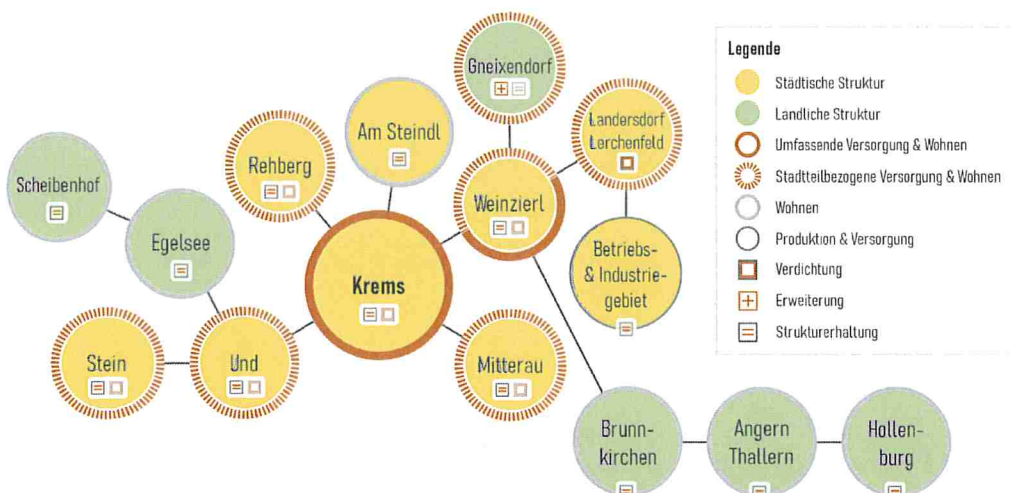 Gneixendorf
Am Steindl
Landersdorf
Lerchenfeld
Rehberg
Scheibenhof
Weinzierl
Egelsee
Krems
Betriebs-
& Industrie-
gebiet
Stein
Und
Mitterau
Brunn-
kirchen
Angern
Thallern
Hollen-
burg
Legende
Städtische Struktur
Ländliche Struktur
Umfassende Versorgung & Wohnen
Stadtteilbezogene Versorgung & Wohnen
Wohnen
Produktion & Versorgung
Verdichtung
Erweiterung
Strukturerhaltung